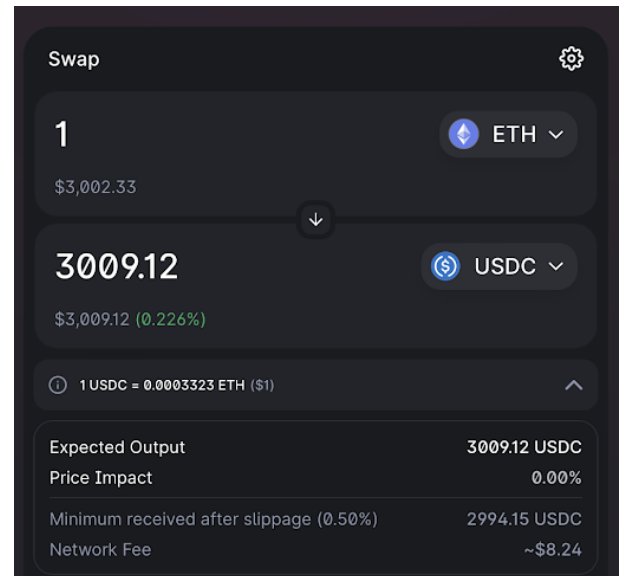 Swap
1 ETH
$3,002.33
3009.12 USDC
$3,009.12 (0.226%)
1 USDC = 0.0003323 ETH ($1)
Expected Output 3009.12 USDC
Price Impact 0.00%
Minimum received after slippage (0.50%) 2994.15 USDC
Network Fee ~$8.24